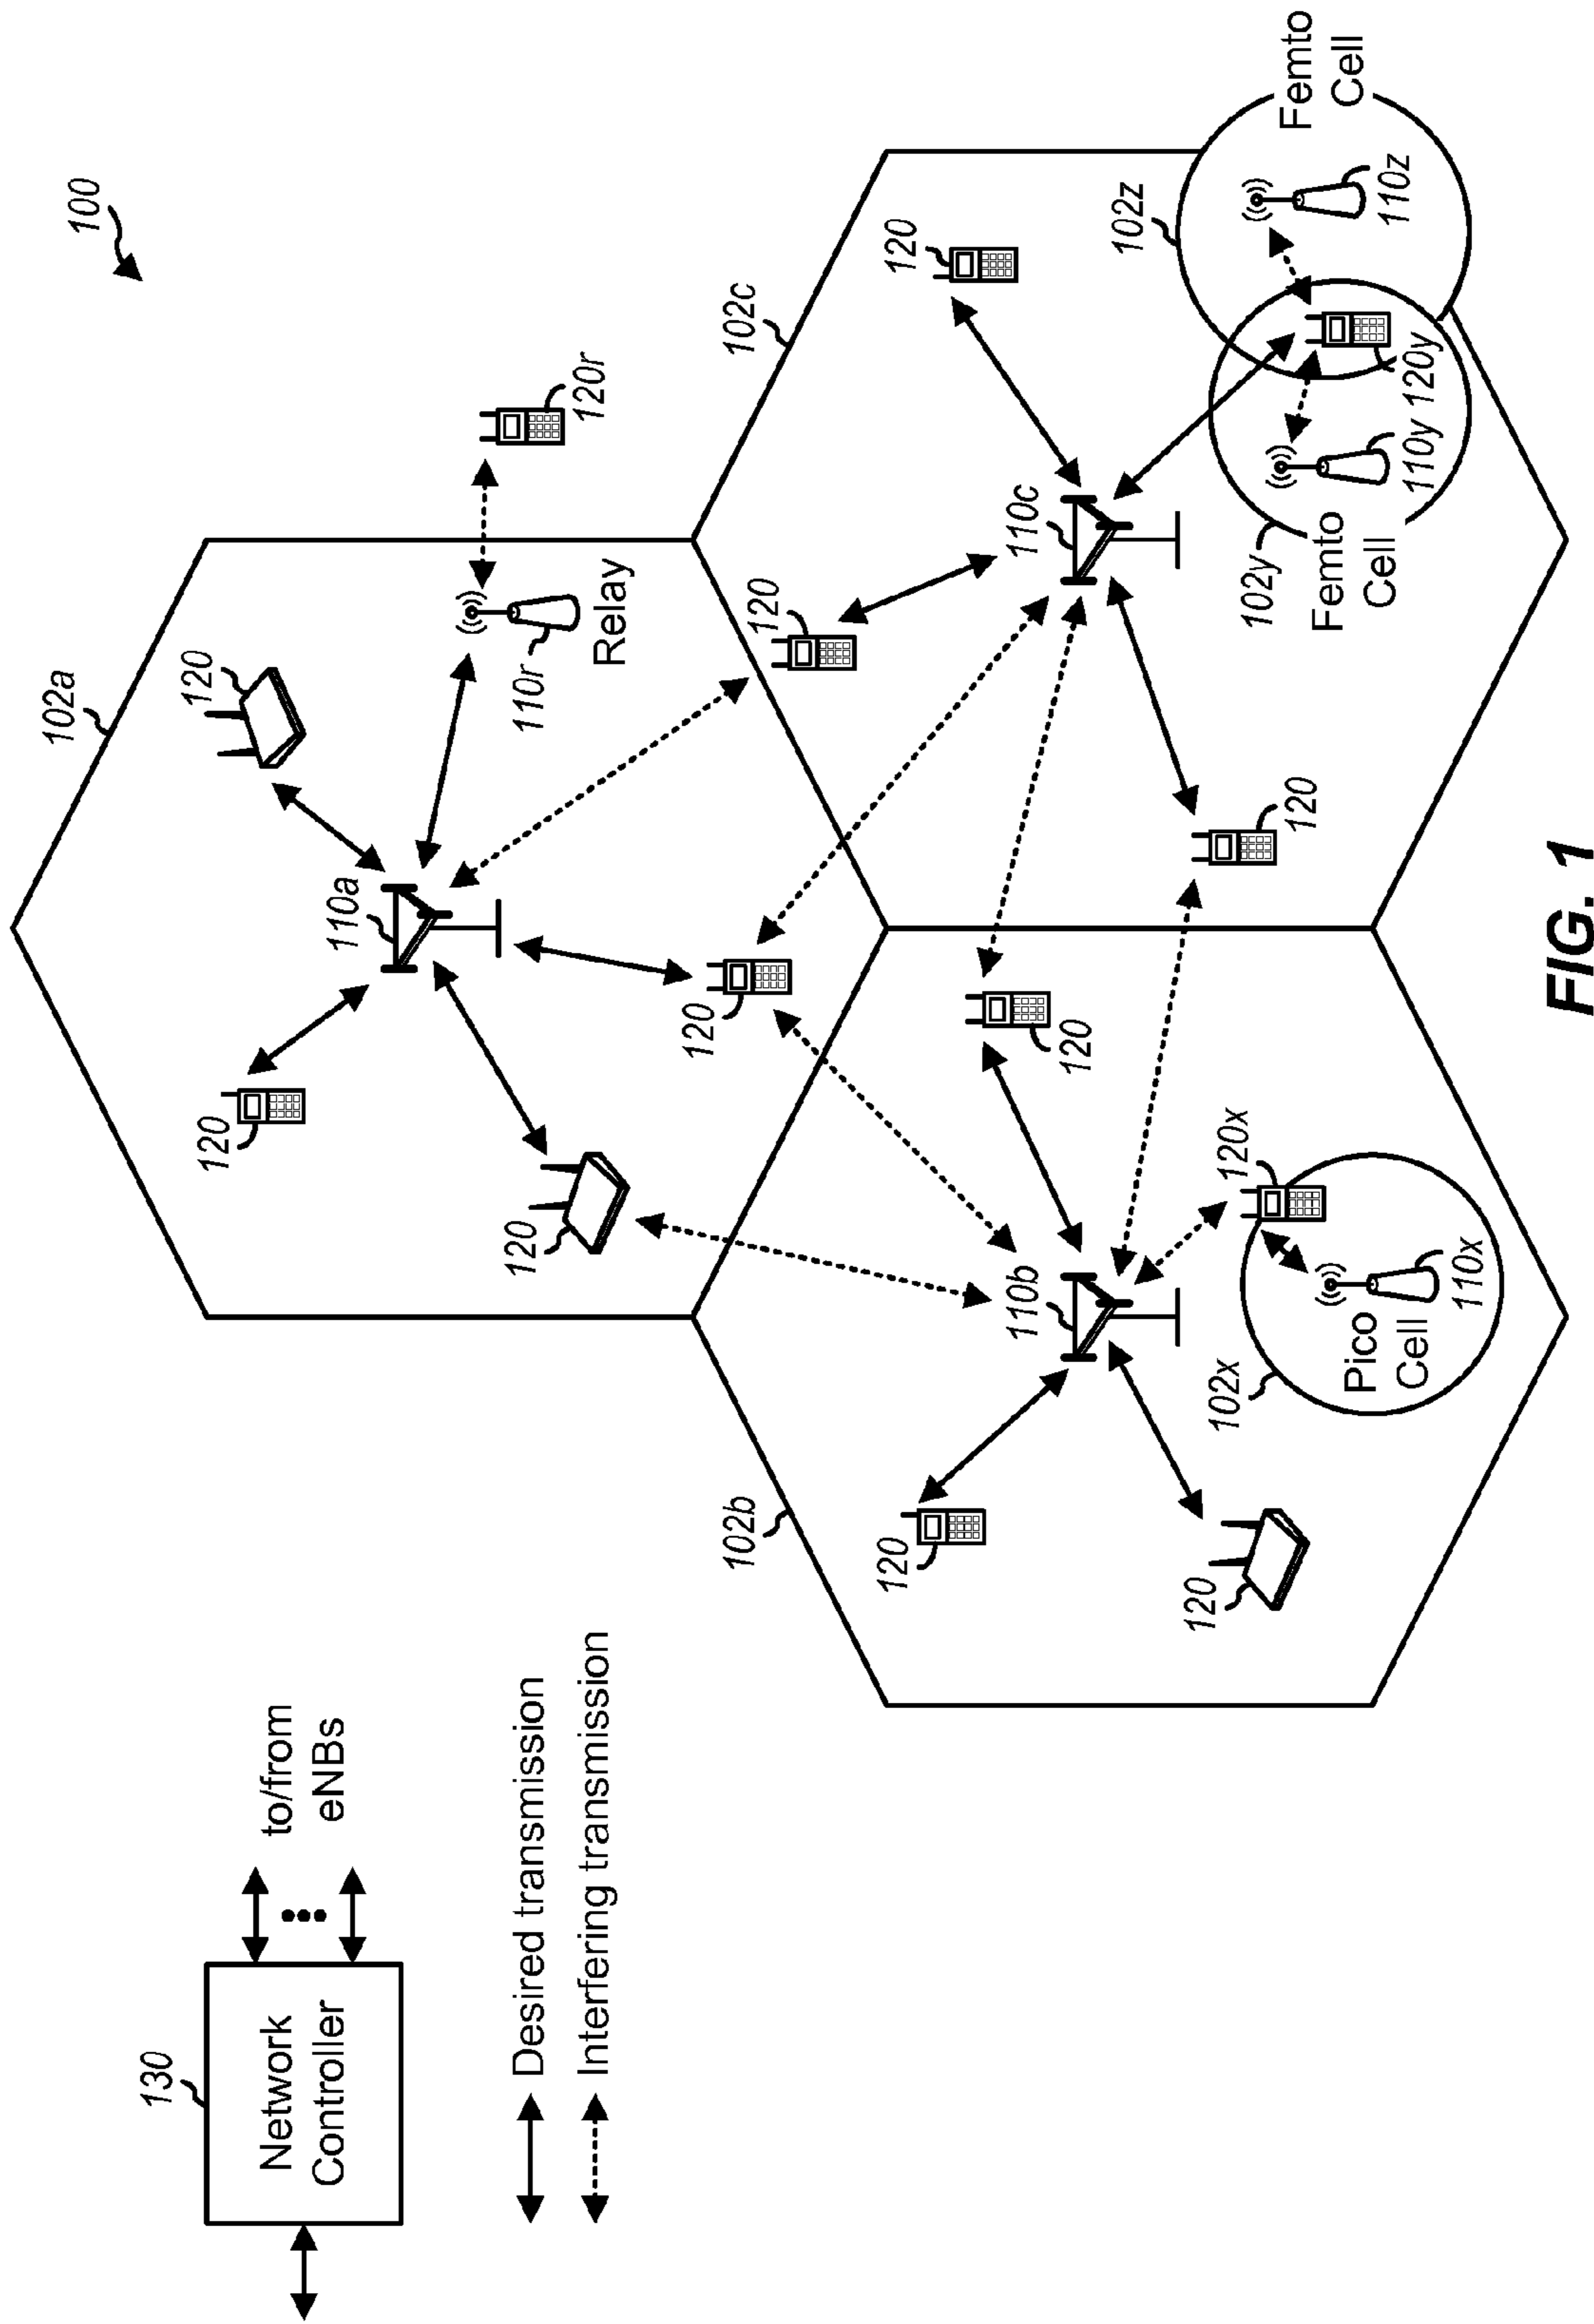 100
130
Network
Controller
to/from
eNBs
Desired transmission
Interfering transmission
102a
120
120
110a
120
120
110r
Relay
120r
102b
120
120
110b
120
102x
Pico
Cell
110x
120x
102c
120
120
110c
120
102y
Femto
Cell
110y
120y
102z
110z
Femto
Cell
FIG. 1